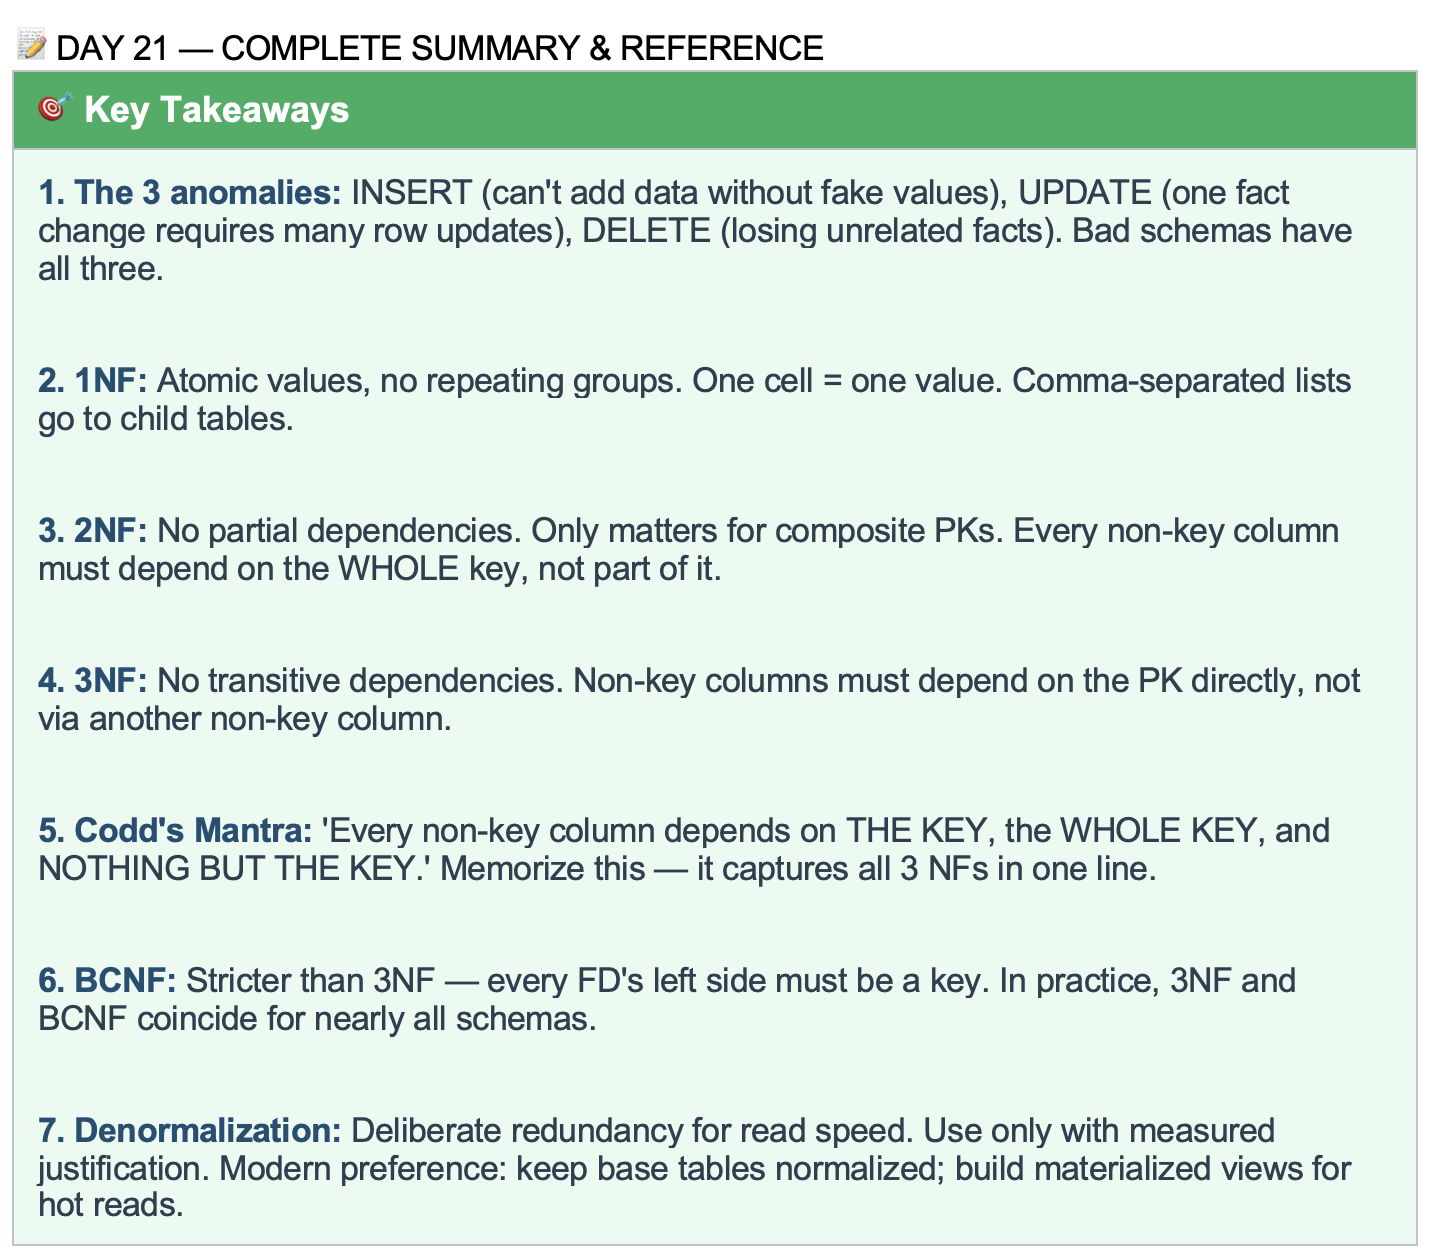 📝 DAY 21 — COMPLETE SUMMARY & REFERENCE
🎯 Key Takeaways
1. The 3 anomalies: INSERT (can't add data without fake values), UPDATE (one fact
change requires many row updates), DELETE (losing unrelated facts). Bad schemas have
all three.
2. 1NF: Atomic values, no repeating groups. One cell = one value. Comma-separated lists
go to child tables.
3. 2NF: No partial dependencies. Only matters for composite PKs. Every non-key column
must depend on the WHOLE key, not part of it.
4. 3NF: No transitive dependencies. Non-key columns must depend on the PK directly, not
via another non-key column.
5. Codd's Mantra: 'Every non-key column depends on THE KEY, the WHOLE KEY, and
NOTHING BUT THE KEY.' Memorize this — it captures all 3 NFs in one line.
6. BCNF: Stricter than 3NF — every FD's left side must be a key. In practice, 3NF and
BCNF coincide for nearly all schemas.
7. Denormalization: Deliberate redundancy for read speed. Use only with measured
justification. Modern preference: keep base tables normalized; build materialized views for
hot reads.